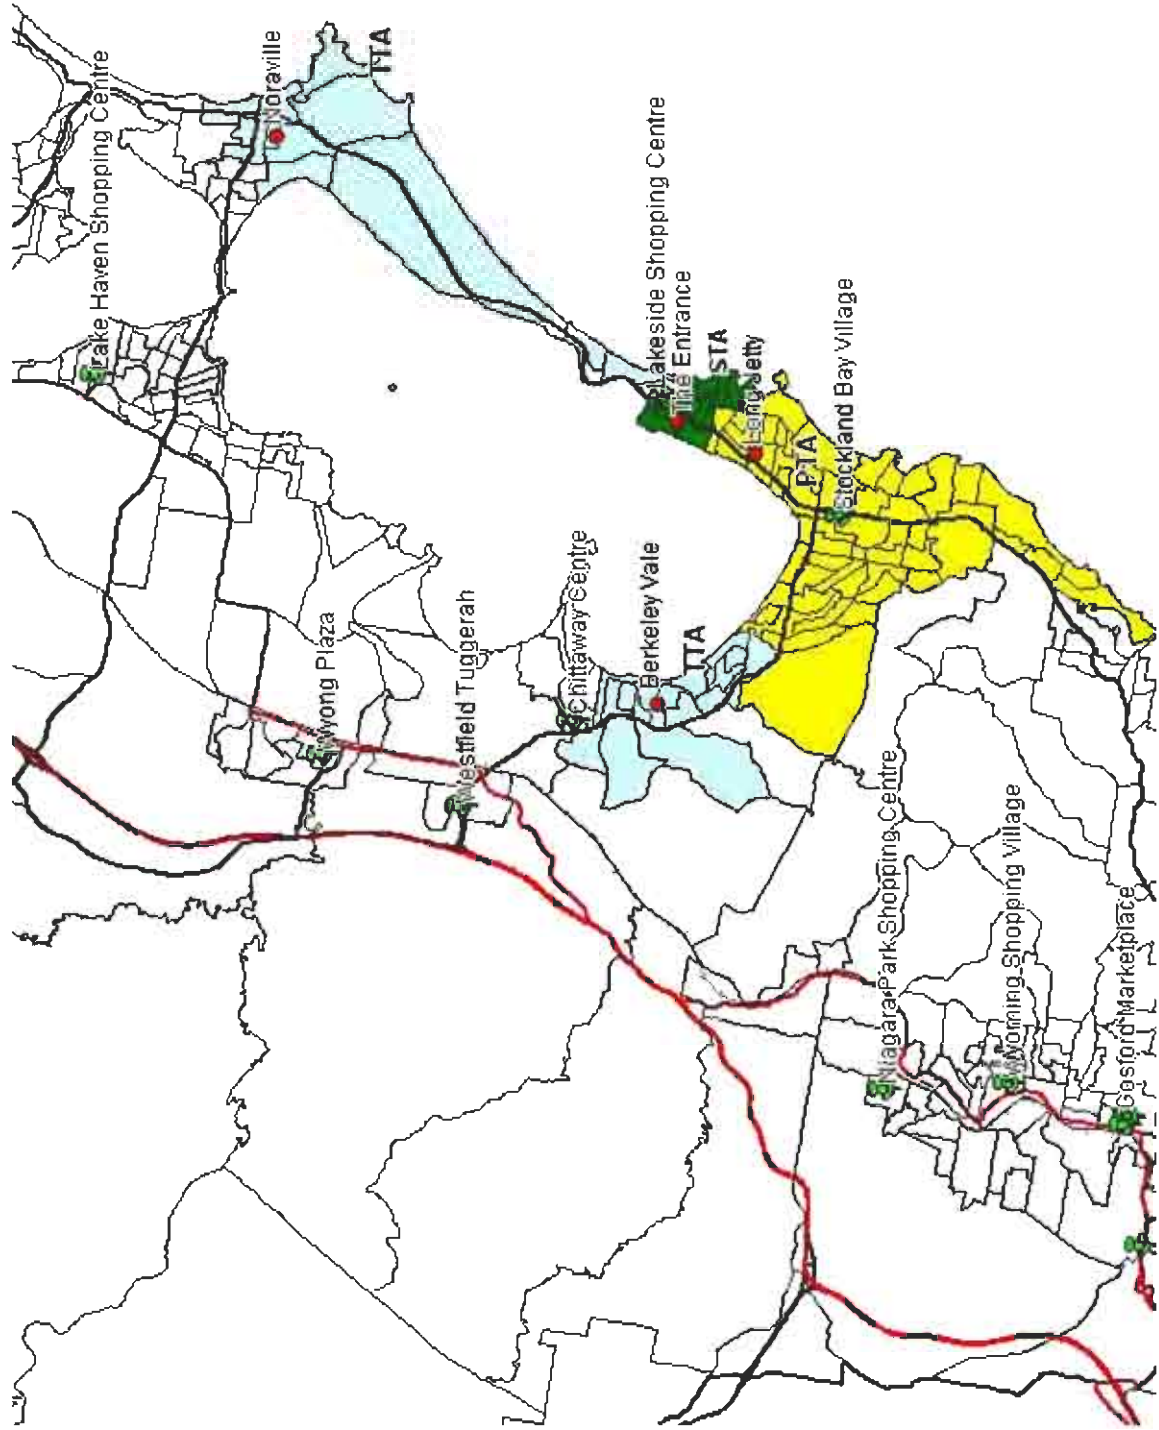 Lake Haven Shopping Centre
Noraville
TTA
Lakeside Shopping Centre
The Entrance
STA
Long Jetty
PTA
Stockland Bay Village
Wyong Plaza
Westfield Tuggerah
Chittaway Centre
Berkeley Vale
TTA
Niagara Park Shopping Centre
Wyoming Shopping Village
Gosford Marketplace